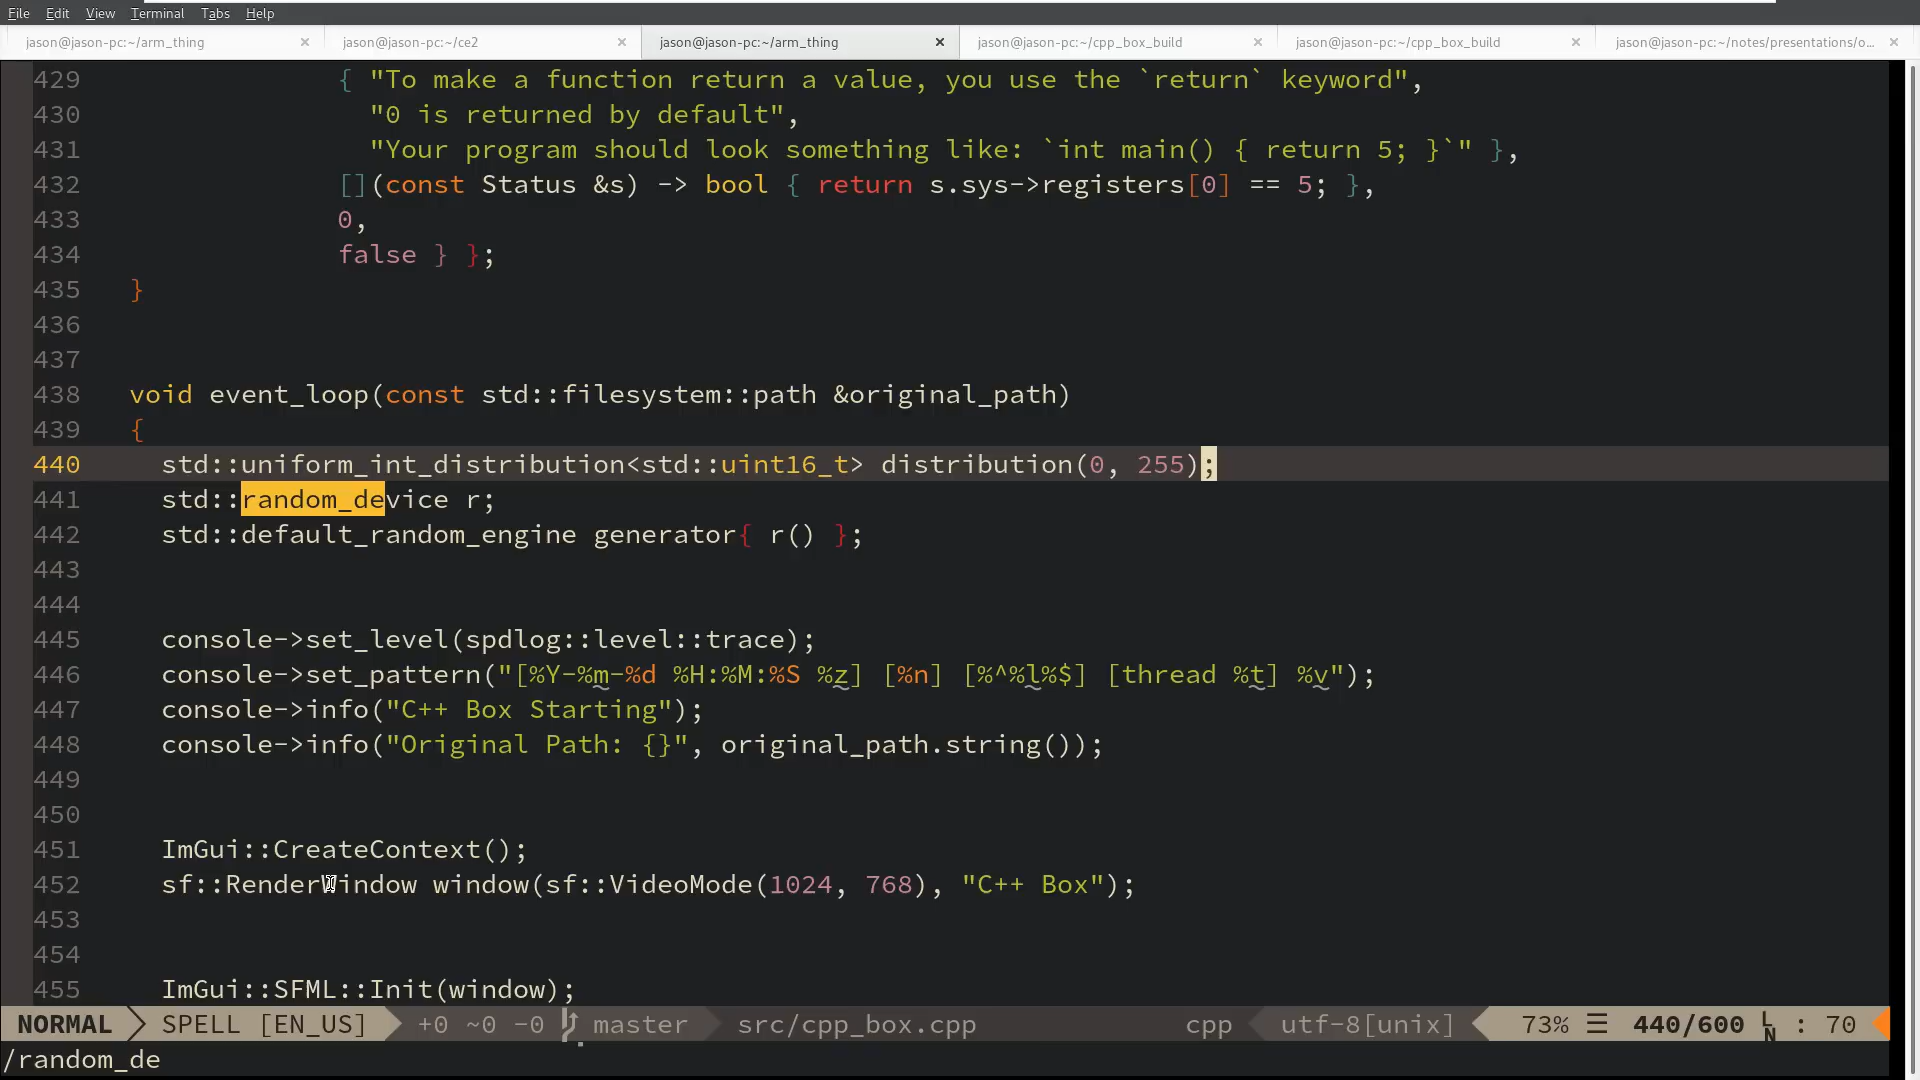 File Edit View Terminal Tabs Help
jason@jason-pc:~/arm_thing × jason@jason-pc:~/ce2 × jason@jason-pc:~/arm_thing × jason@jason-pc:~/cpp_box_build × jason@jason-pc:~/cpp_box_build × jason@jason-pc:~/notes/presentations/o... ×
429 { "To make a function return a value, you use the `return` keyword",
430 "0 is returned by default",
431 "Your program should look something like: `int main() { return 5; }`" },
432 [](const Status &s) -> bool { return s.sys->registers[0] == 5; },
433 0,
434 false } };
435 }
436
437
438 void event_loop(const std::filesystem::path &original_path)
439 {
440 std::uniform_int_distribution<std::uint16_t> distribution(0, 255);
441 std::random_device r;
442 std::default_random_engine generator{ r() };
443
444
445 console->set_level(spdlog::level::trace);
446 console->set_pattern("[%Y-%m-%d %H:%M:%S %z] [%n] [%^%l%$] [thread %t] %v");
447 console->info("C++ Box Starting");
448 console->info("Original Path: {}", original_path.string());
449
450
451 ImGui::CreateContext();
452 sf::RenderWindow window(sf::VideoMode(1024, 768), "C++ Box");
453
454
455 ImGui::SFML::Init(window);
NORMAL SPELL [EN_US] +0 ~0 -0 master src/cpp_box.cpp cpp utf-8[unix] 73% ☰ 440/600 LN : 70
/random_de